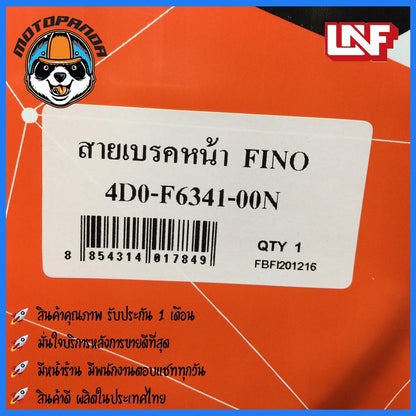 MOTOPANDA
UNF
สายเบรคหน้า FINO
4D0-F6341-00N
QTY 1
8 854314 017849
FBFI201216
สินค้าคุณภาพ รับประกัน 1 เดือน
มั่นใจบริการหลังการขายดีที่สุด
มีหน้าร้าน มีพนักงานตอบแชททุกวัน
สินค้าดี ผลิตในประเทศไทย